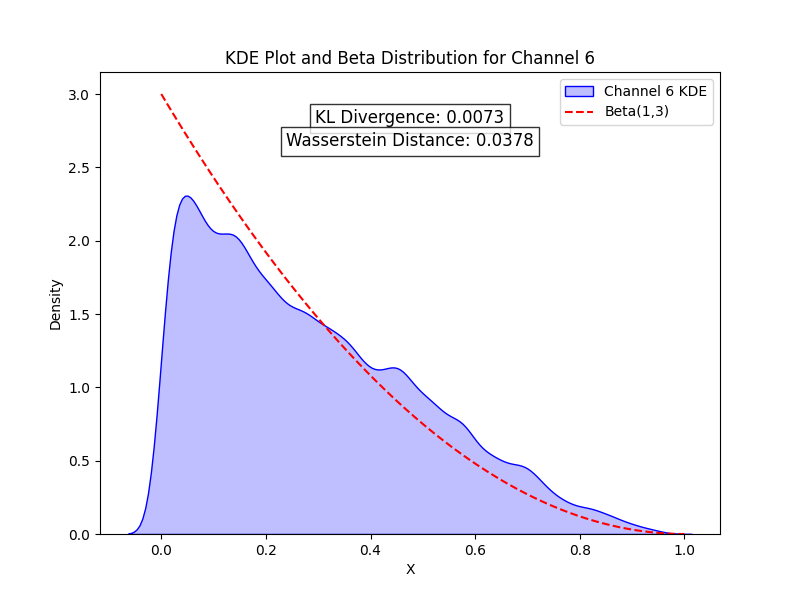 KDE Plot and Beta Distribution for Channel 6
KL Divergence: 0.0073
Wasserstein Distance: 0.0378
Channel 6 KDE
Beta(1,3)
Density
3.0
2.5
2.0
1.5
1.0
0.5
0.0
0.0 0.2 0.4 0.6 0.8 1.0
X